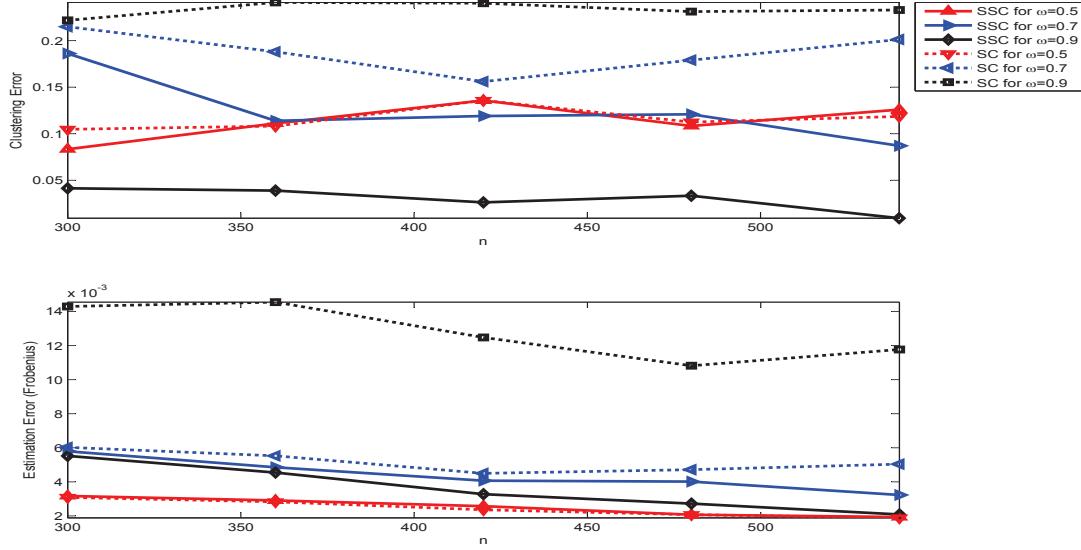 SSC for ω=0.5
SSC for ω=0.7
SSC for ω=0.9
SC for ω=0.5
SC for ω=0.7
SC for ω=0.9
Clustering Error
0.2
0.15
0.1
0.05
300 350 400 450 500
n
x 10⁻³
Estimation Error (Frobenius)
14
12
10
8
6
4
2
300 350 400 450 500
n